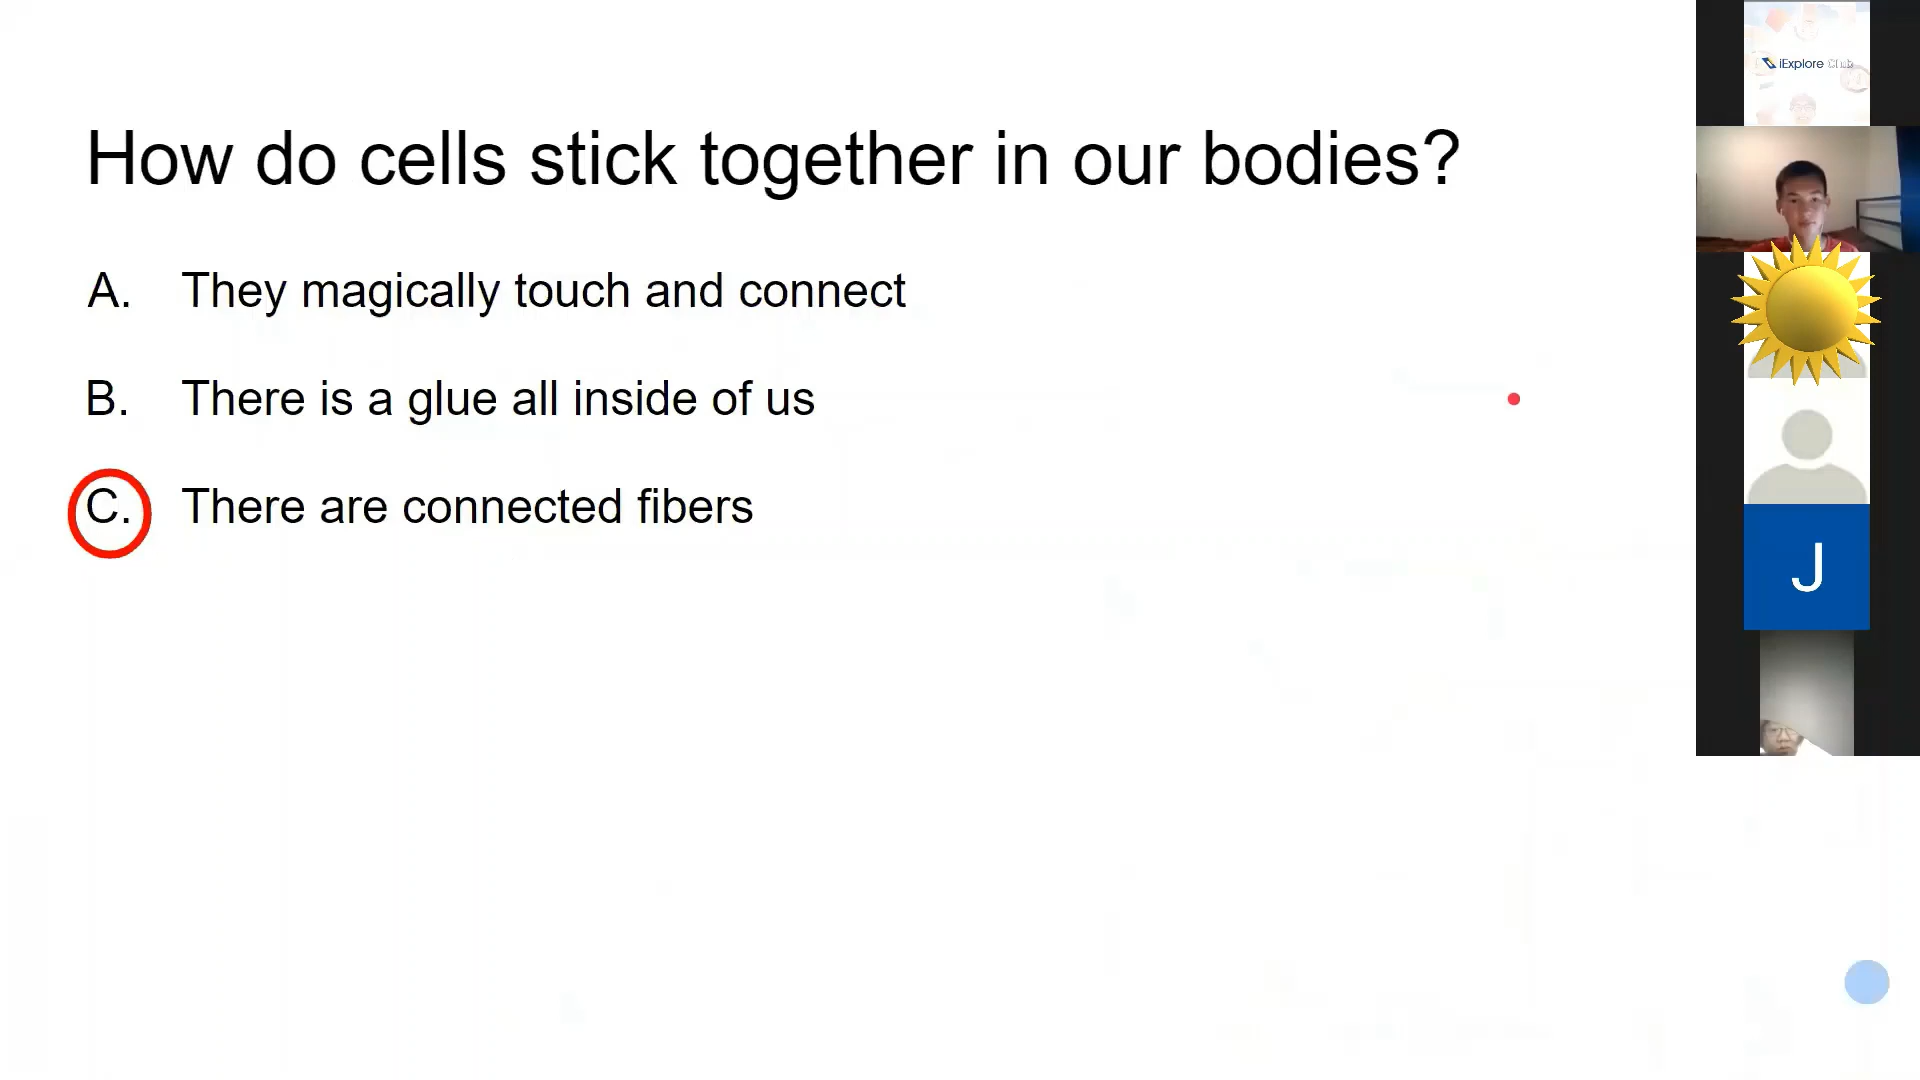 How do cells stick together in our bodies?
A. They magically touch and connect
B. There is a glue all inside of us
C. There are connected fibers
iExplore Club
J